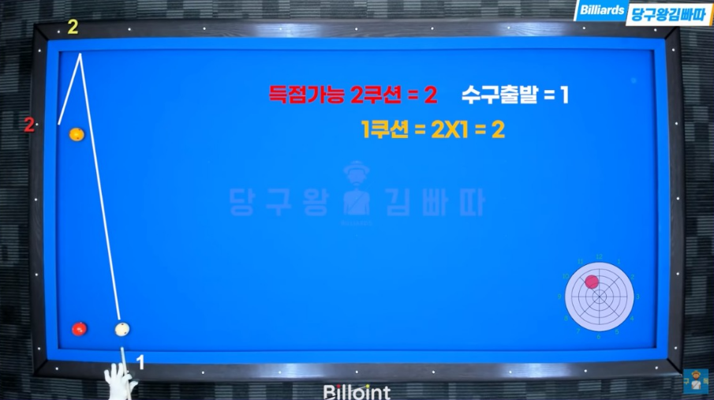 Billiards 당구왕김빠따
2
득점가능 2쿠션 = 2 수구출발 = 1
2
1쿠션 = 2X1 = 2
당구왕 김빠따
1
Billoint